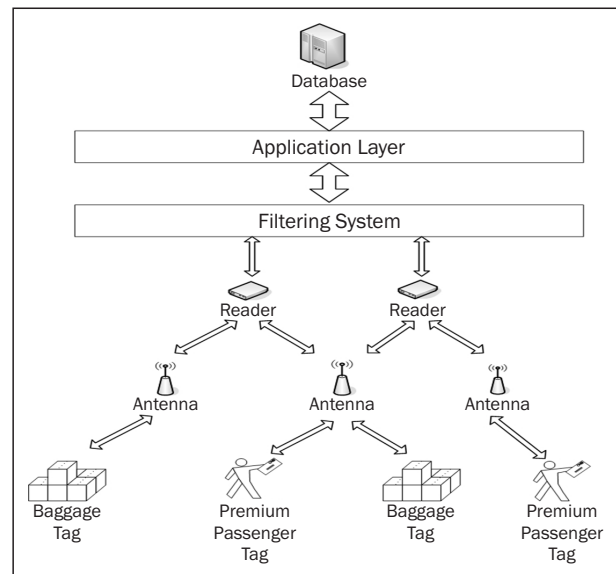 Database
Application Layer
Filtering System
Reader
Reader
Antenna
Antenna
Antenna
Baggage
Tag
Premium
Passenger
Tag
Baggage
Tag
Premium
Passenger
Tag